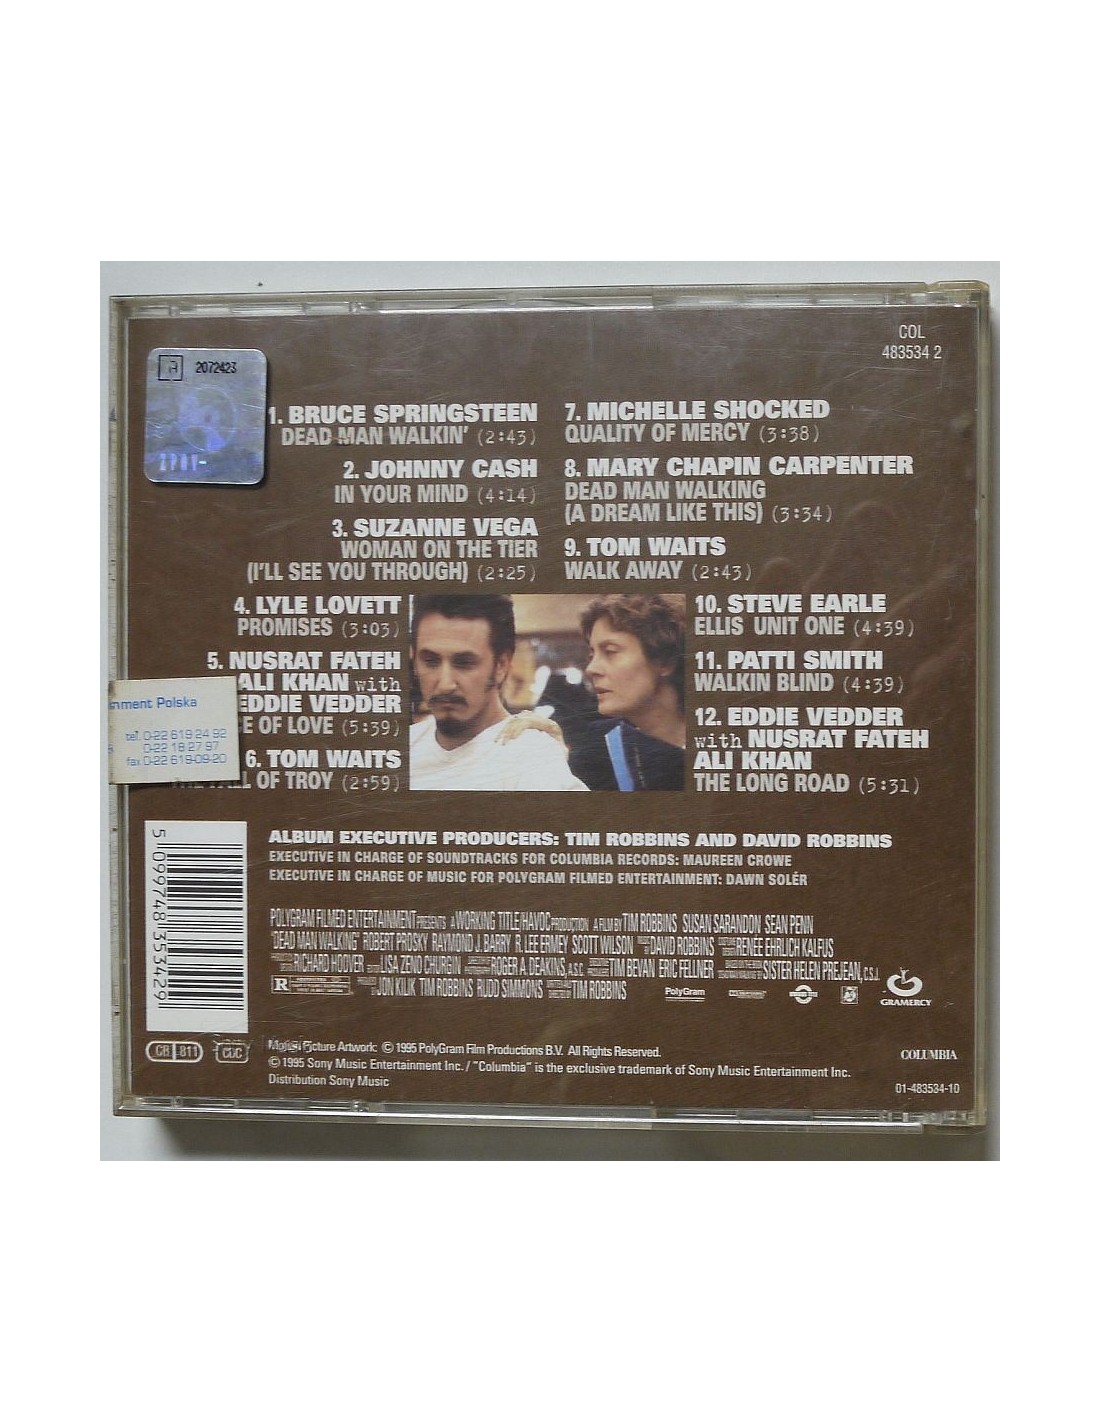 COL
483534 2
A 2072423
ZPAV
1. BRUCE SPRINGSTEEN
DEAD MAN WALKIN' (2:43)
2. JOHNNY CASH
IN YOUR MIND (4:14)
3. SUZANNE VEGA
WOMAN ON THE TIER
(I'LL SEE YOU THROUGH) (2:25)
4. LYLE LOVETT
PROMISES (3:03)
5. NUSRAT FATEH
ALI KHAN with
EDDIE VEDDER
OF LOVE (5:39)
6. TOM WAITS
OF TROY (2:59)
nment Polska
tel. 0-22 619 24 92
0-22 18 27 97
fax 0-22 619-09-20
7. MICHELLE SHOCKED
QUALITY OF MERCY (3:38)
8. MARY CHAPIN CARPENTER
DEAD MAN WALKING
(A DREAM LIKE THIS) (3:34)
9. TOM WAITS
WALK AWAY (2:43)
10. STEVE EARLE
ELLIS UNIT ONE (4:39)
11. PATTI SMITH
WALKIN BLIND (4:39)
12. EDDIE VEDDER
with NUSRAT FATEH
ALI KHAN
THE LONG ROAD (5:31)
ALBUM EXECUTIVE PRODUCERS: TIM ROBBINS AND DAVID ROBBINS
EXECUTIVE IN CHARGE OF SOUNDTRACKS FOR COLUMBIA RECORDS: MAUREEN CROWE
EXECUTIVE IN CHARGE OF MUSIC FOR POLYGRAM FILMED ENTERTAINMENT: DAWN SOLÉR
POLYGRAM FILMED ENTERTAINMENT PRESENTS A WORKING TITLE/HAVOC PRODUCTION A FILM BY TIM ROBBINS SUSAN SARANDON SEAN PENN
"DEAD MAN WALKING" ROBERT PROSKY RAYMOND J. BARRY R. LEE ERMEY SCOTT WILSON DAVID ROBBINS RENEE EHRLICH KALFUS
RICHARD HOOVER LISA ZENO CHURGIN ROGER A. DEAKINS, A.S.C. TIM BEVAN ERIC FELLNER SISTER HELEN PREJEAN, C.S.J.
R JON KILIK TIM ROBBINS RUDD SIMMONS TIM ROBBINS
PolyGram
GRAMERCY
5 099748 353429
CB 811 CDC
Motion Picture Artwork: © 1995 PolyGram Film Productions B.V. All Rights Reserved.
© 1995 Sony Music Entertainment Inc. / "Columbia" is the exclusive trademark of Sony Music Entertainment Inc.
Distribution Sony Music
COLUMBIA
01-483534-10